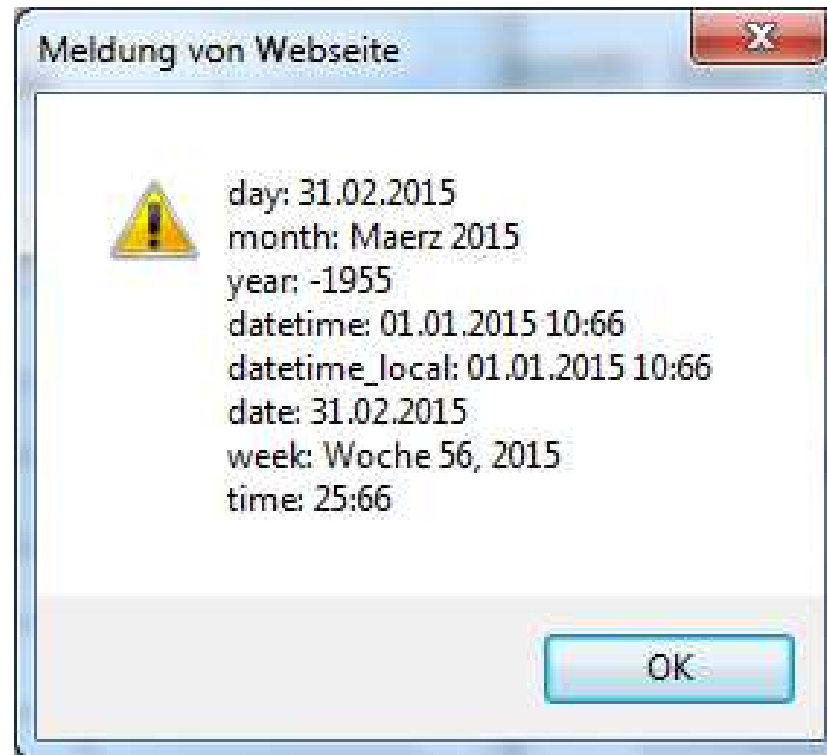 Meldung von Webseite
day: 31.02.2015
month: Maerz 2015
year: -1955
datetime: 01.01.2015 10:66
datetime_local: 01.01.2015 10:66
date: 31.02.2015
week: Woche 56, 2015
time: 25:66
OK